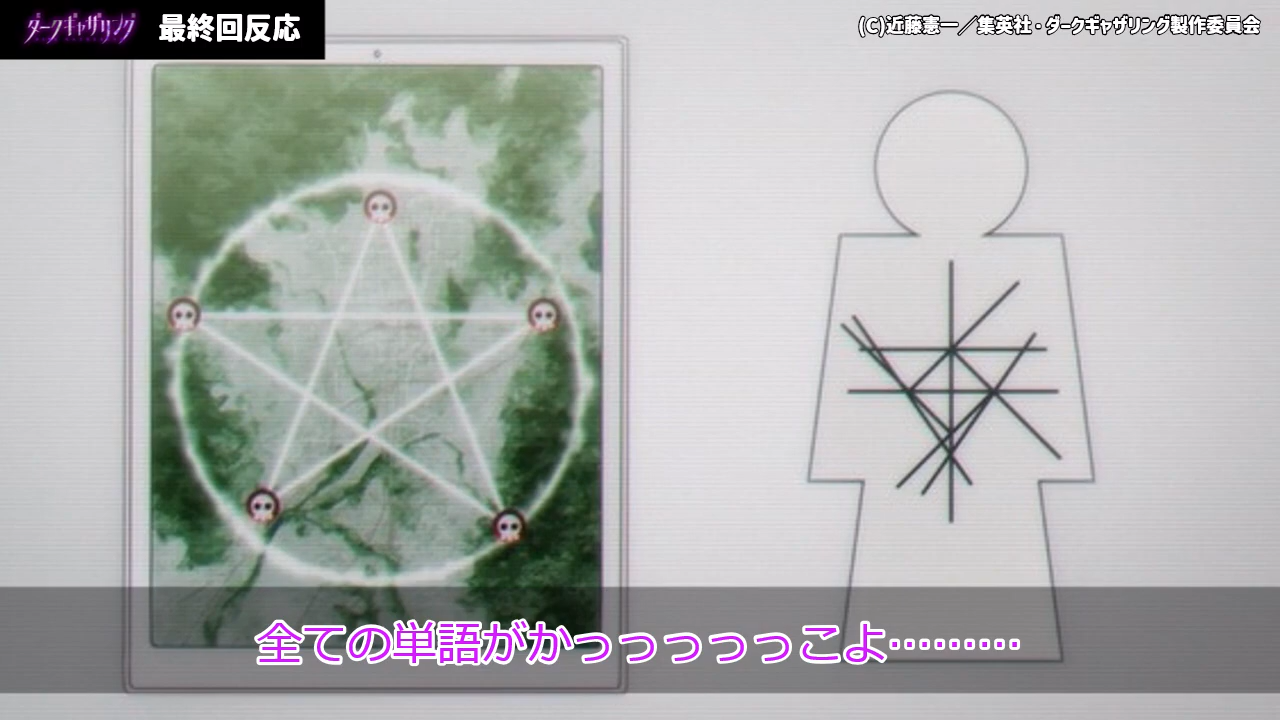 ダークギャザリング 最終回反応
(C)近藤憲一／集英社・ダークギャザリング製作委員会
全ての単語がかっっっっっこよ………